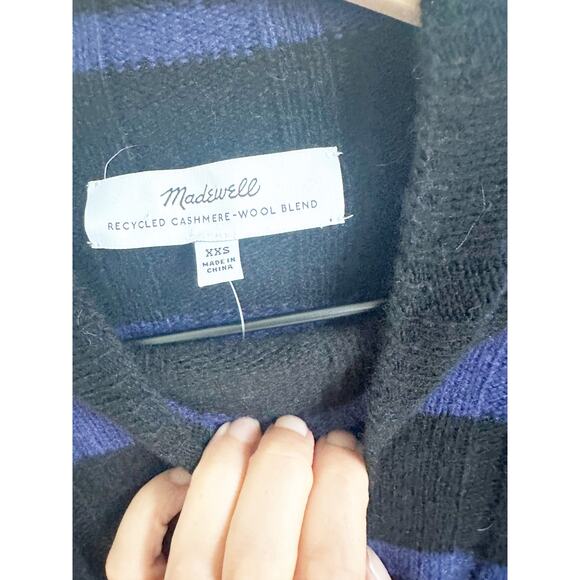 Madewell
RECYCLED CASHMERE-WOOL BLEND
XXS
MADE IN
CHINA